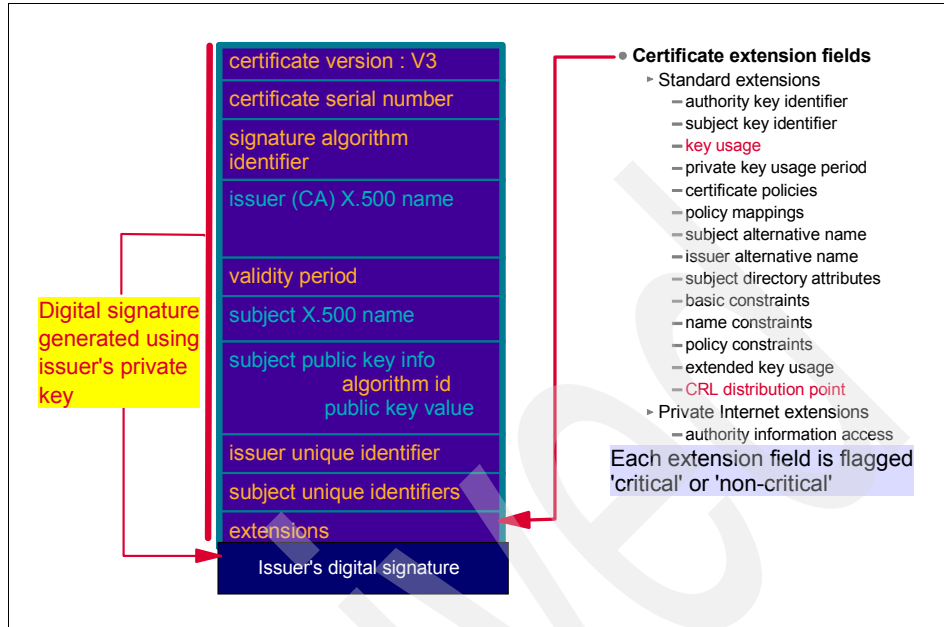 certificate version : V3
certificate serial number
signature algorithm
identifier
issuer (CA) X.500 name
validity period
subject X.500 name
subject public key info
algorithm id
public key value
issuer unique identifier
subject unique identifiers
extensions
Issuer's digital signature
Digital signature
generated using
issuer's private
key
Certificate extension fields
Standard extensions
authority key identifier
subject key identifier
key usage
private key usage period
certificate policies
policy mappings
subject alternative name
issuer alternative name
subject directory attributes
basic constraints
name constraints
policy constraints
extended key usage
CRL distribution point
Private Internet extensions
authority information access
Each extension field is flagged
'critical' or 'non-critical'